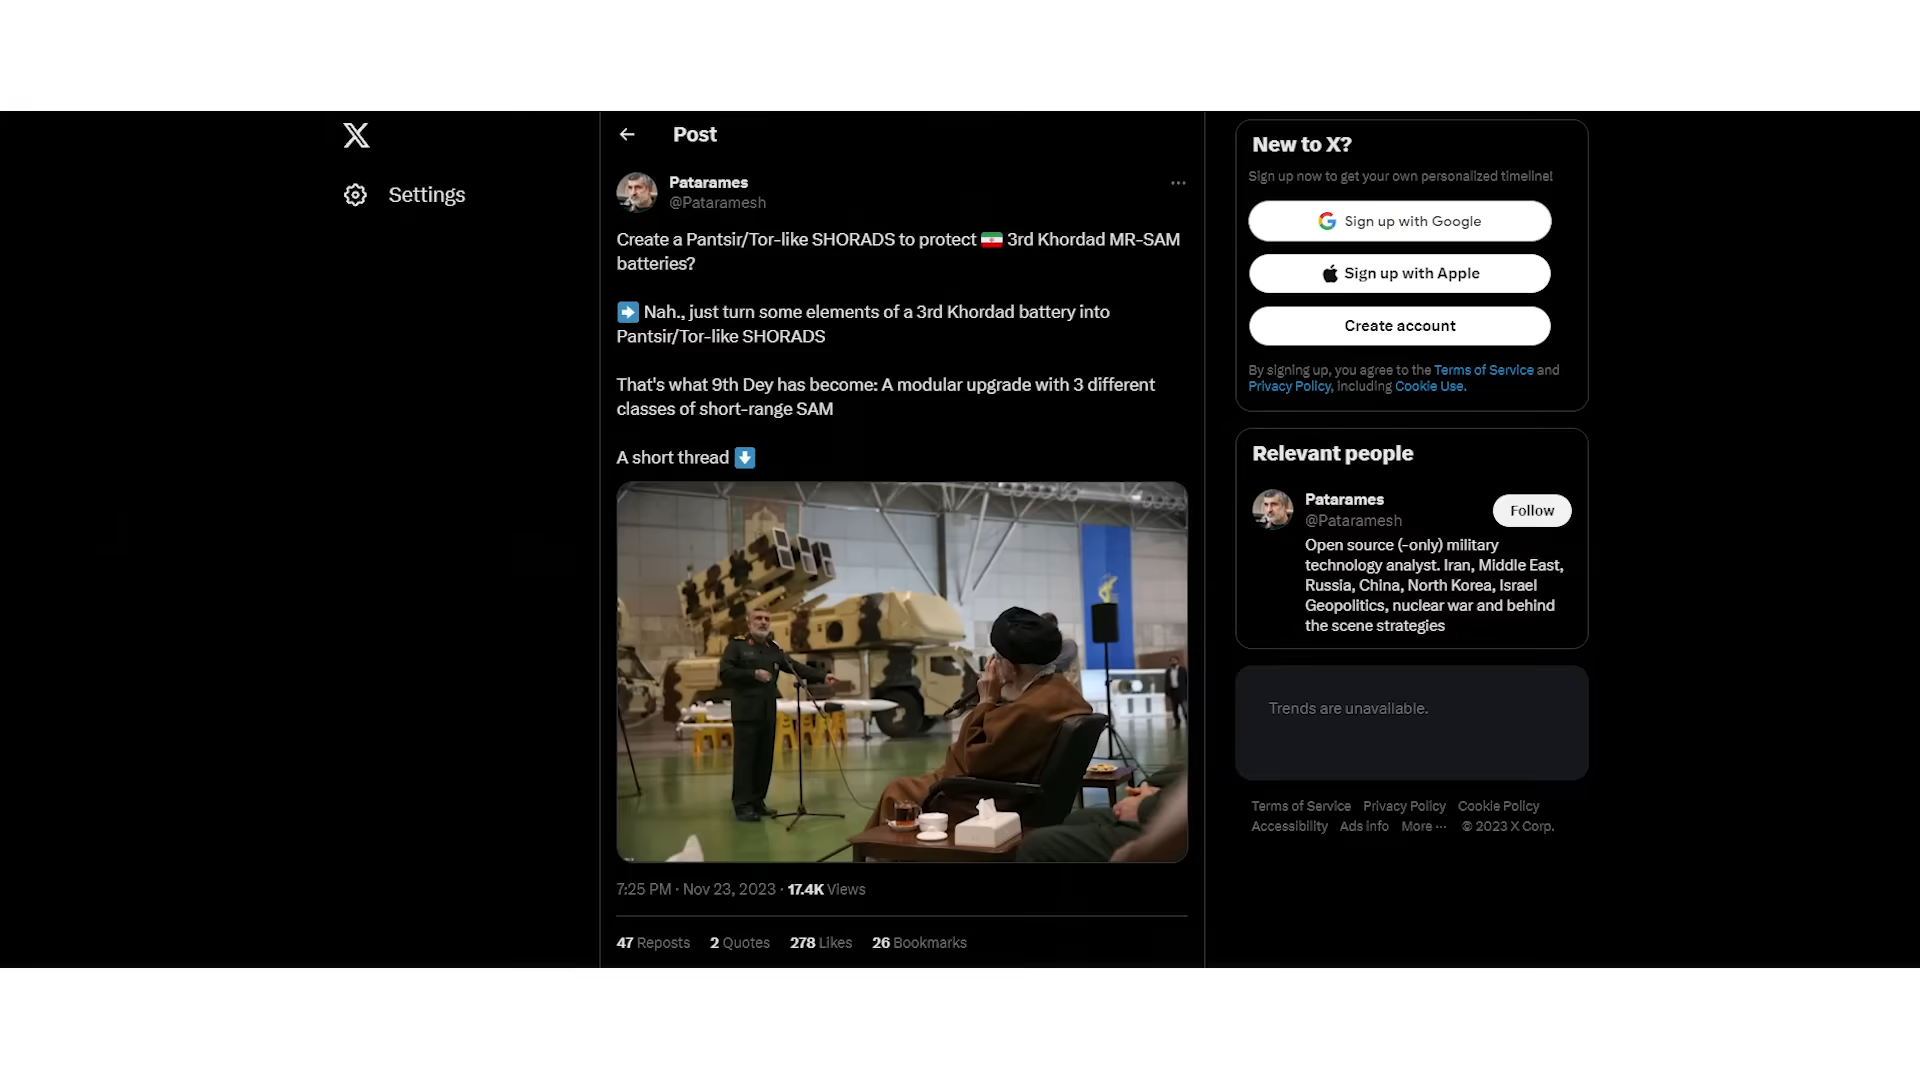 Settings
Post
Patarames
@Pataramesh
Create a Pantsir/Tor-like SHORADS to protect 🇮🇷 3rd Khordad MR-SAM
batteries?
➡️ Nah., just turn some elements of a 3rd Khordad battery into
Pantsir/Tor-like SHORADS
That's what 9th Dey has become: A modular upgrade with 3 different
classes of short-range SAM
A short thread ⬇️
7:25 PM · Nov 23, 2023 · 17.4K Views
47 Reposts 2 Quotes 278 Likes 26 Bookmarks
New to X?
Sign up now to get your own personalized timeline!
Sign up with Google
Sign up with Apple
Create account
By signing up, you agree to the Terms of Service and
Privacy Policy, including Cookie Use.
Relevant people
Patarames
@Pataramesh
Follow
Open source (-only) military
technology analyst. Iran, Middle East,
Russia, China, North Korea, Israel
Geopolitics, nuclear war and behind
the scene strategies
Trends are unavailable.
Terms of Service Privacy Policy Cookie Policy
Accessibility Ads info More ··· © 2023 X Corp.